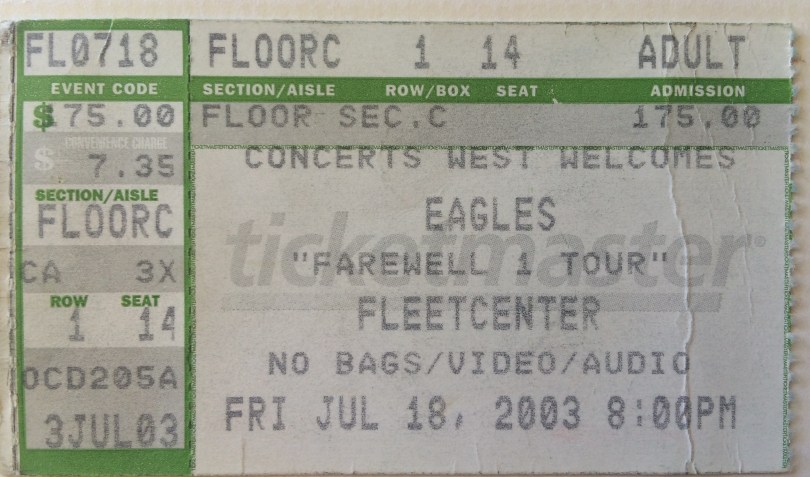 FL0718 FLOORC 1 14 ADULT
EVENT CODE SECTION/AISLE ROW/BOX SEAT ADMISSION
$175.00 FLOOR SEC.C 175.00
CONVENIENCE CHARGE
$ 7.35 CONCERTS WEST WELCOMES
SECTION/AISLE
FLOORC EAGLES
ticketmaster
CA 3X "FAREWELL 1 TOUR"
ROW SEAT
1 14 FLEETCENTER
NO BAGS/VIDEO/AUDIO
OCD205A
3JUL03 FRI JUL 18, 2003 8:00PM